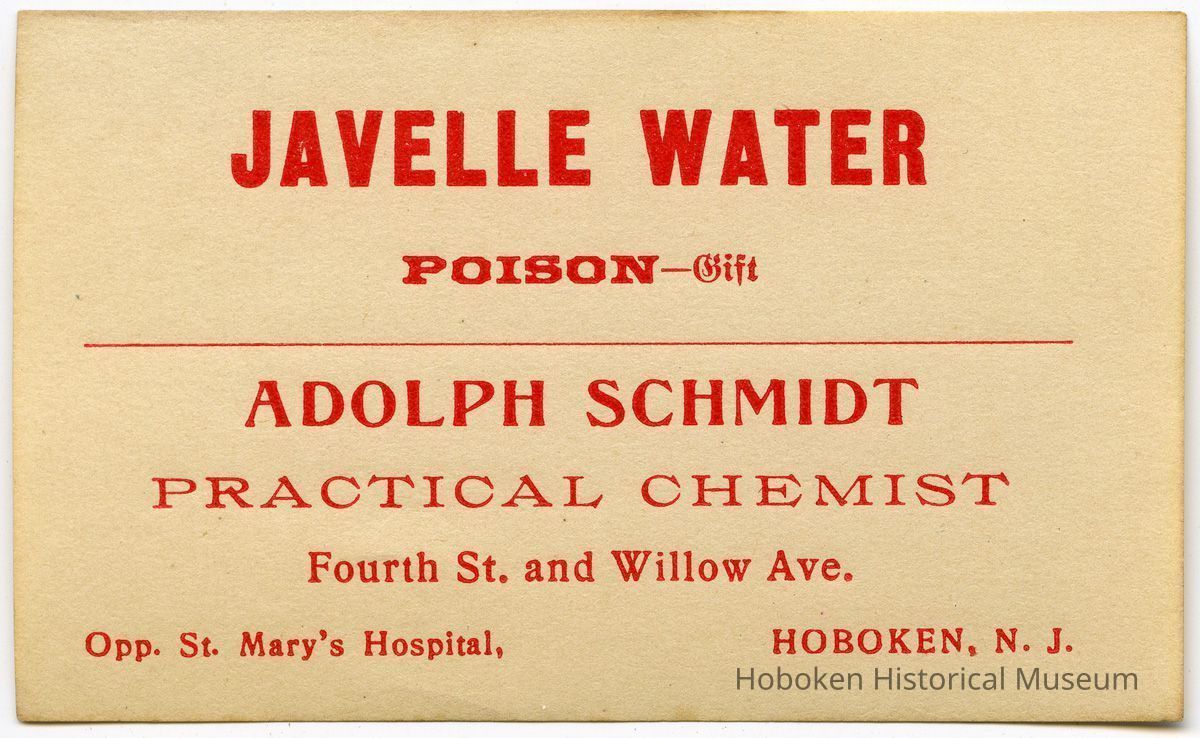 JAVELLE WATER
POISON—Gift
ADOLPH SCHMIDT
PRACTICAL CHEMIST
Fourth St. and Willow Ave.
Opp. St. Mary's Hospital, HOBOKEN, N. J.
Hoboken Historical Museum